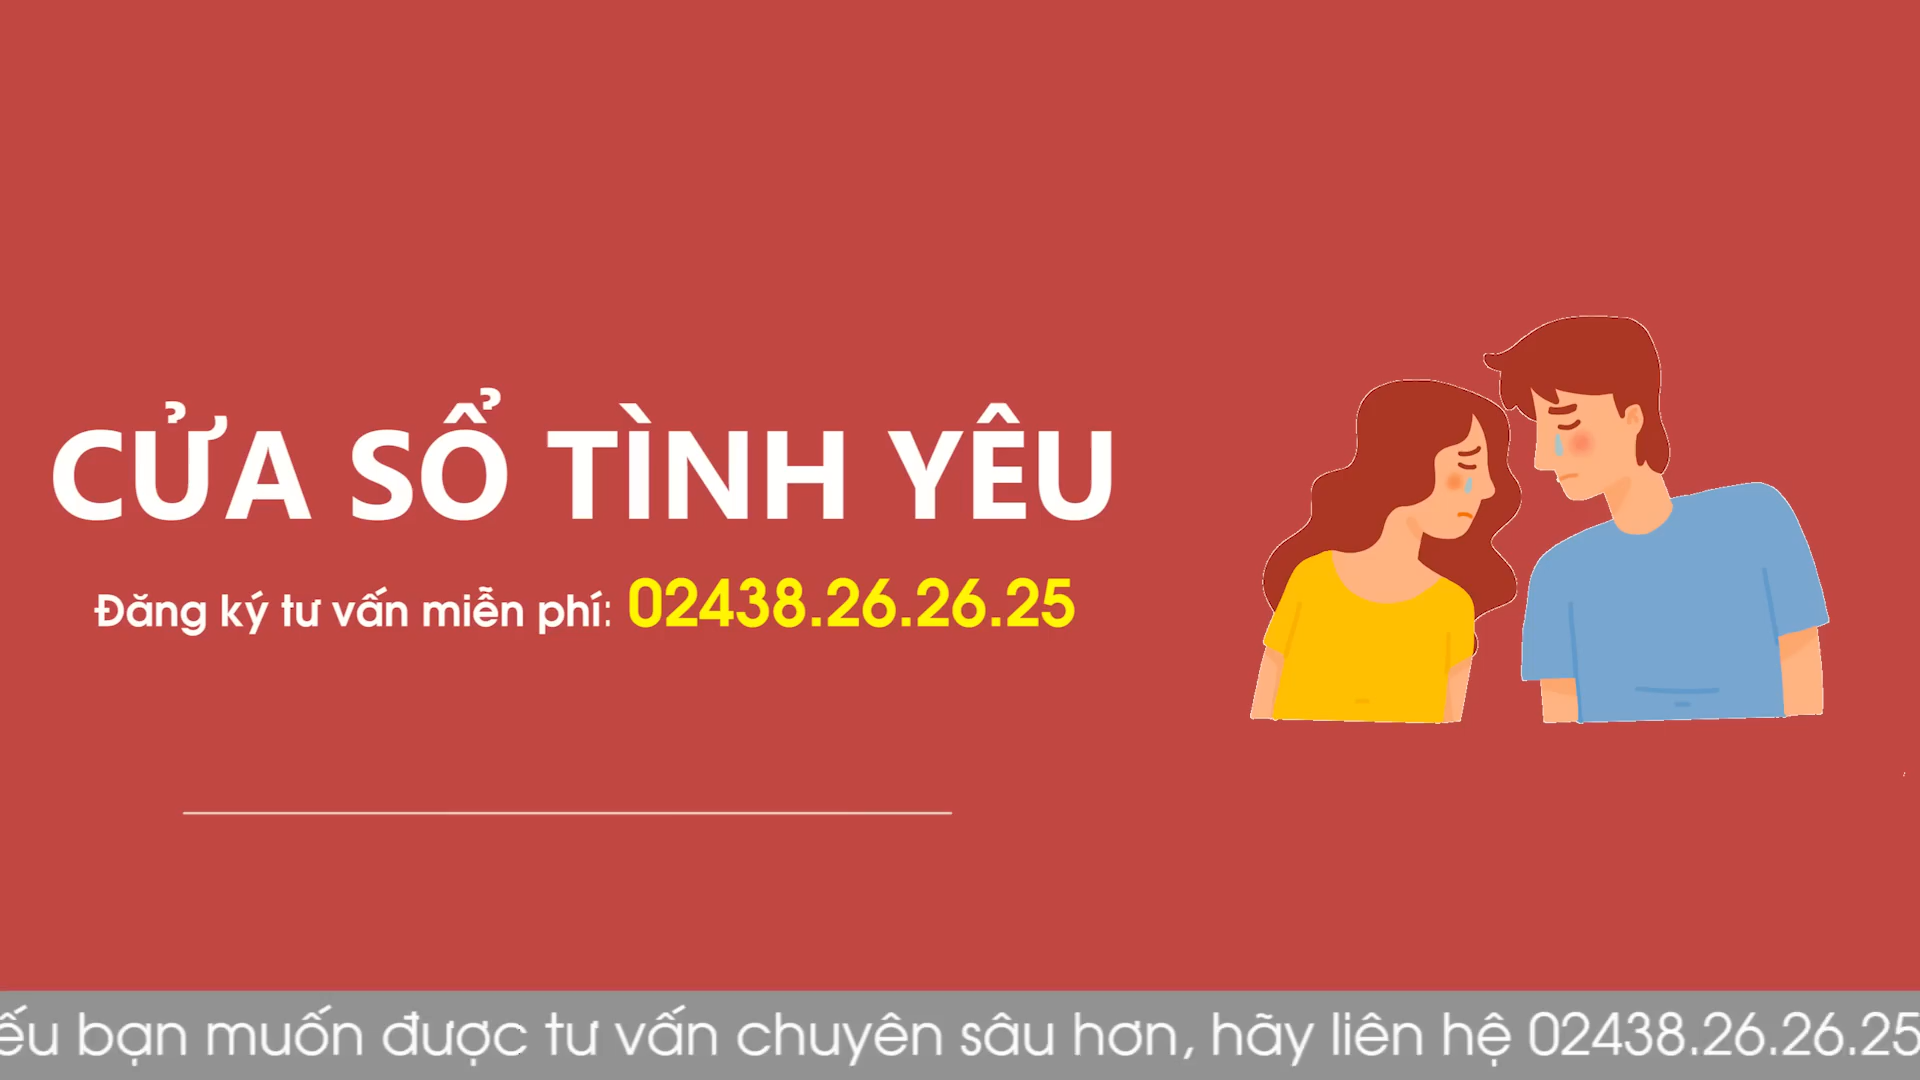 CỬA SỔ TÌNH YÊU
Đăng ký tư vấn miễn phí: 02438.26.26.25
ếu bạn muốn được tư vấn chuyên sâu hơn, hãy liên hệ 02438.26.26.25